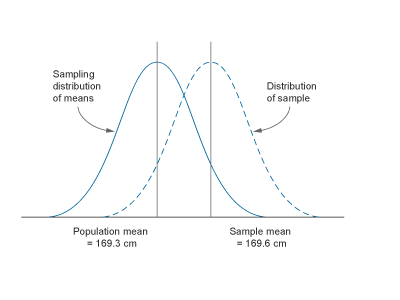 Sampling
distribution
of means
Distribution
of sample
Population mean
= 169.3 cm
Sample mean
= 169.6 cm